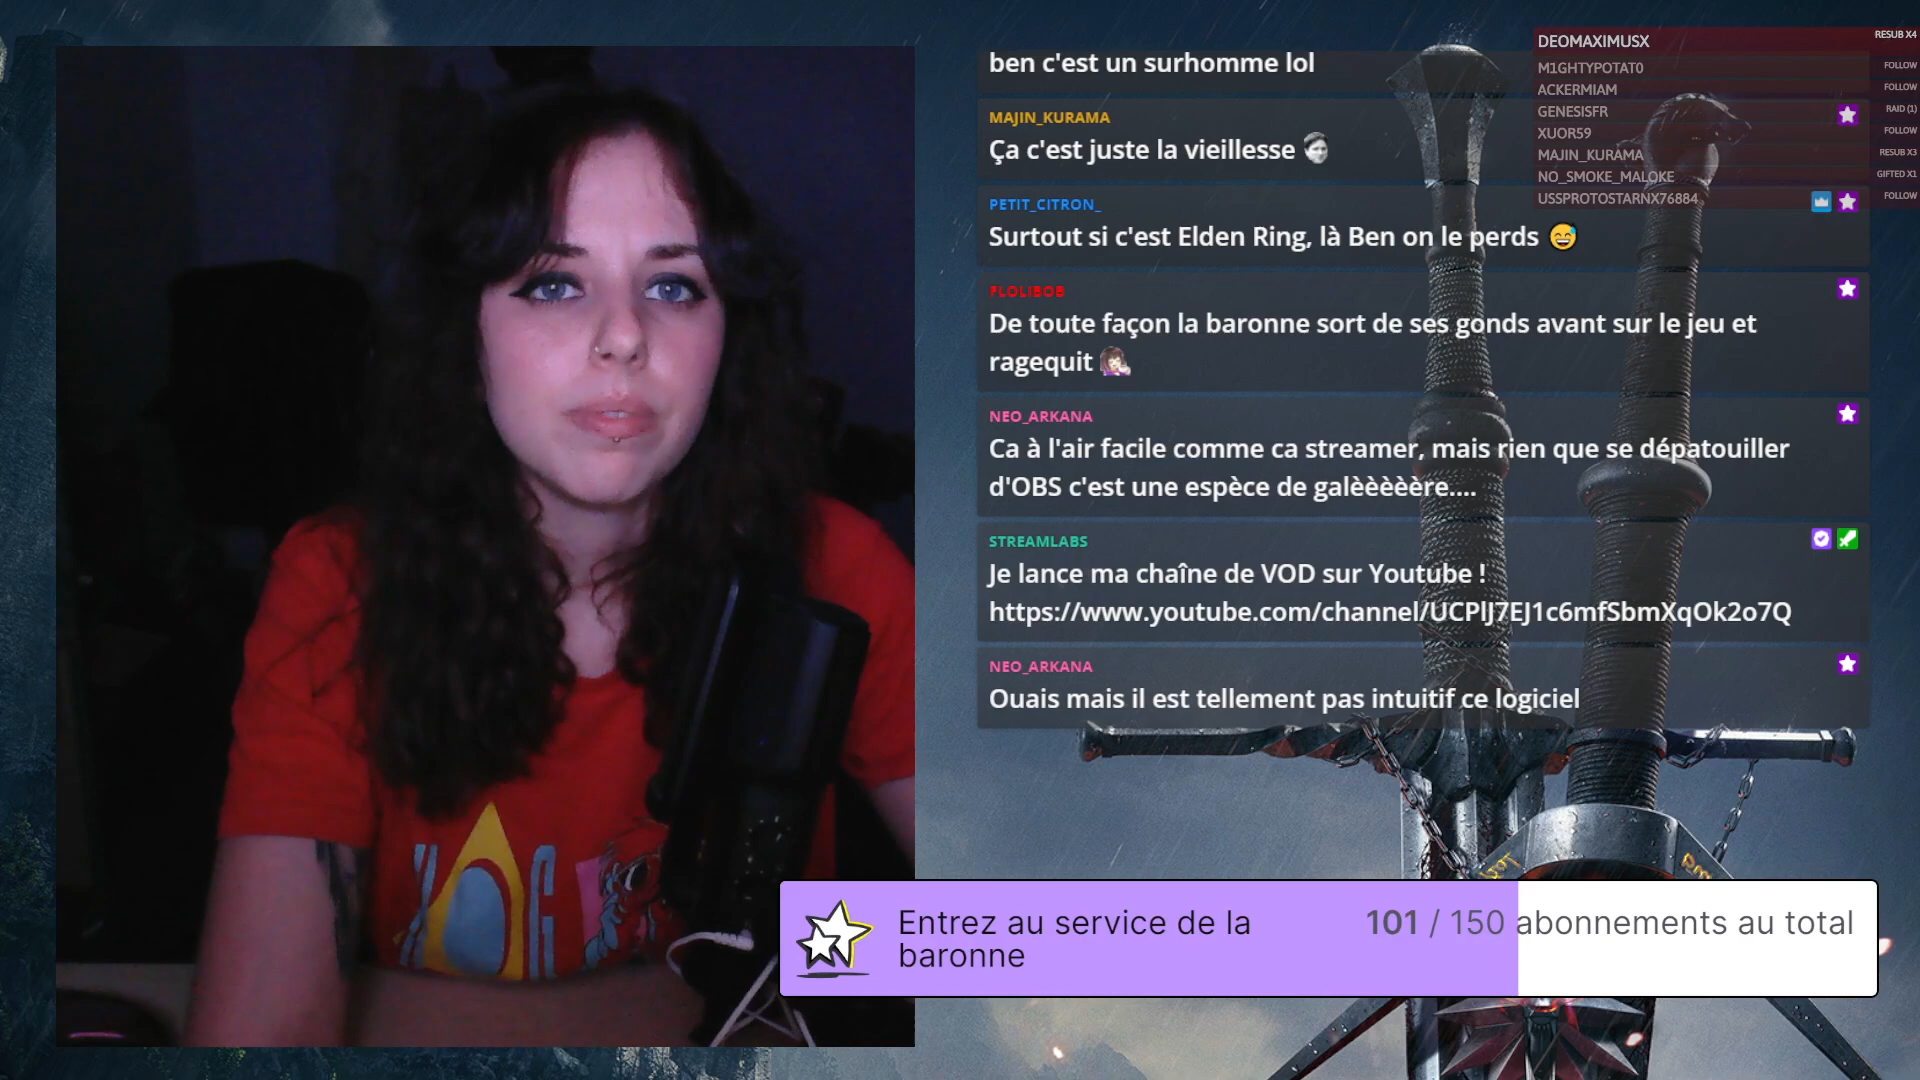 ben c'est un surhomme lol
MAJIN_KURAMA
Ça c'est juste la vieillesse
PETIT_CITRON_
Surtout si c'est Elden Ring, là Ben on le perds
FLOLIBOB
De toute façon la baronne sort de ses gonds avant sur le jeu et
ragequit
NEO_ARKANA
Ca à l'air facile comme ca streamer, mais rien que se dépatouiller
d'OBS c'est une espèce de galèèèèère....
STREAMLABS
Je lance ma chaîne de VOD sur Youtube !
https://www.youtube.com/channel/UCPlJ7EJ1c6mfSbmXqOk2o7Q
NEO_ARKANA
Ouais mais il est tellement pas intuitif ce logiciel
DEOMAXIMUSX RESUB X4
M1GHTYPOTAT0 FOLLOW
ACKERMIAM FOLLOW
GENESISFR RAID (1)
XUOR59 FOLLOW
MAJIN_KURAMA RESUB X3
NO_SMOKE_MALOKE GIFTED X1
USSPROTOSTARNX76884 FOLLOW
Entrez au service de la
baronne
101 / 150 abonnements au total